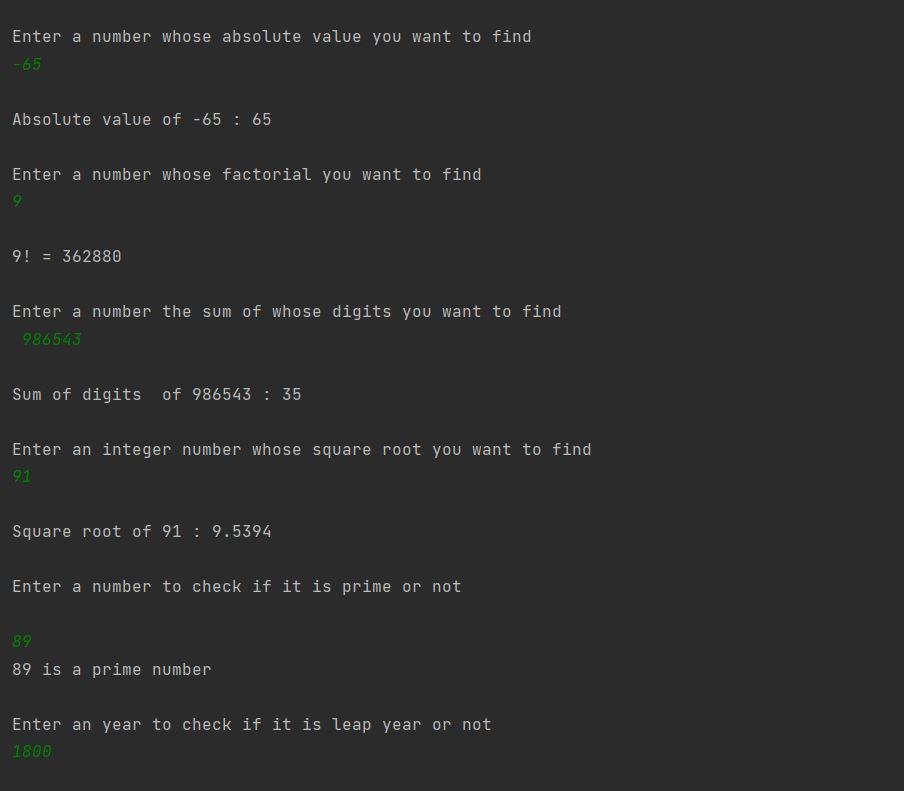 Enter a number whose absolute value you want to find
-65
Absolute value of -65 : 65
Enter a number whose factorial you want to find
9
9! = 362880
Enter a number the sum of whose digits you want to find
986543
Sum of digits  of 986543 : 35
Enter an integer number whose square root you want to find
91
Square root of 91 : 9.5394
Enter a number to check if it is prime or not
89
89 is a prime number
Enter an year to check if it is leap year or not
1800